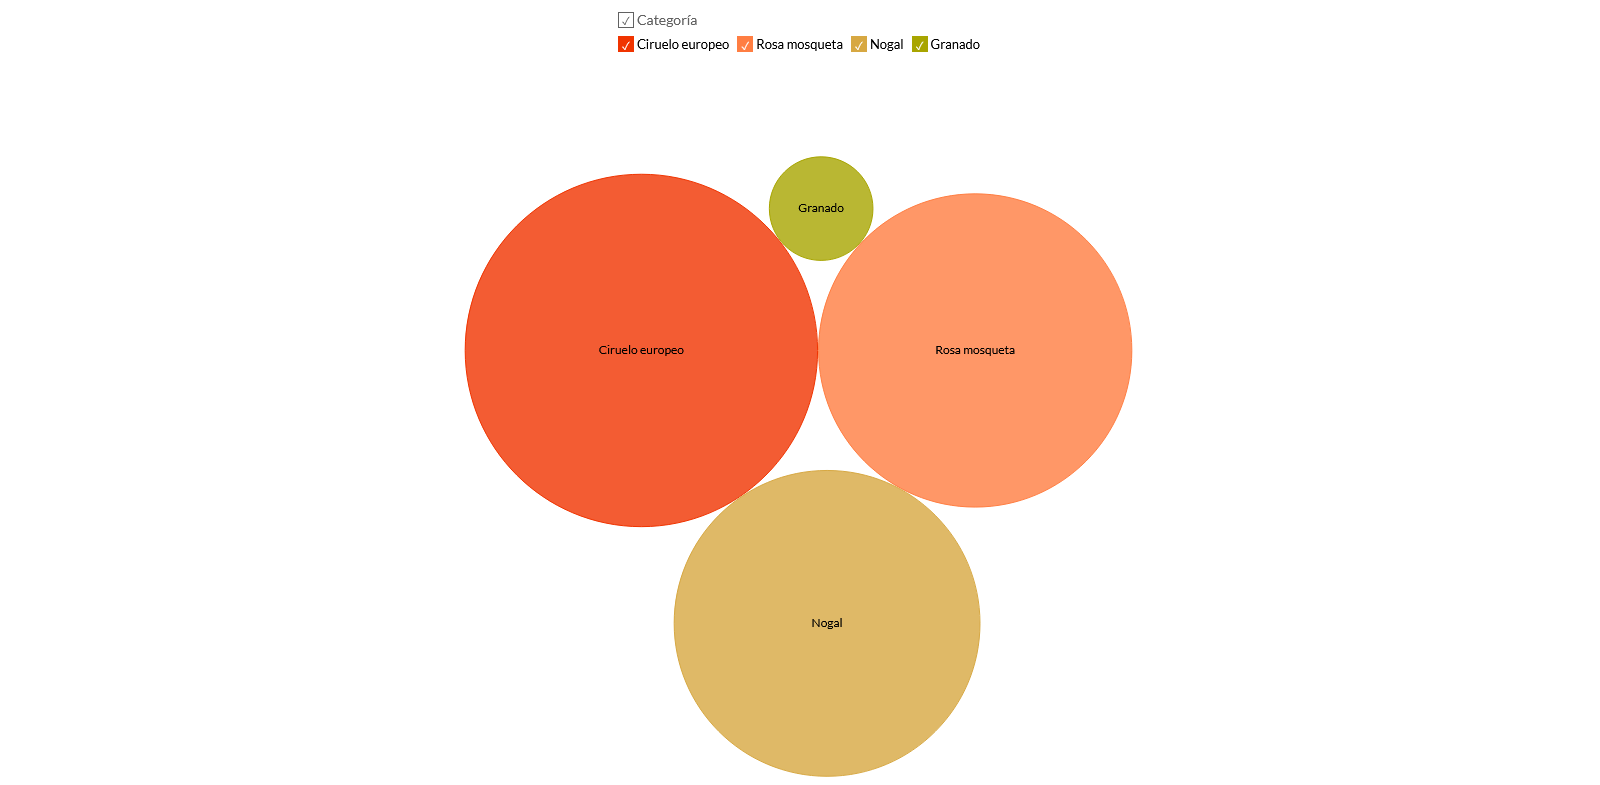 Categoría
Ciruelo europeo Rosa mosqueta Nogal Granado
Granado
Ciruelo europeo
Rosa mosqueta
Nogal